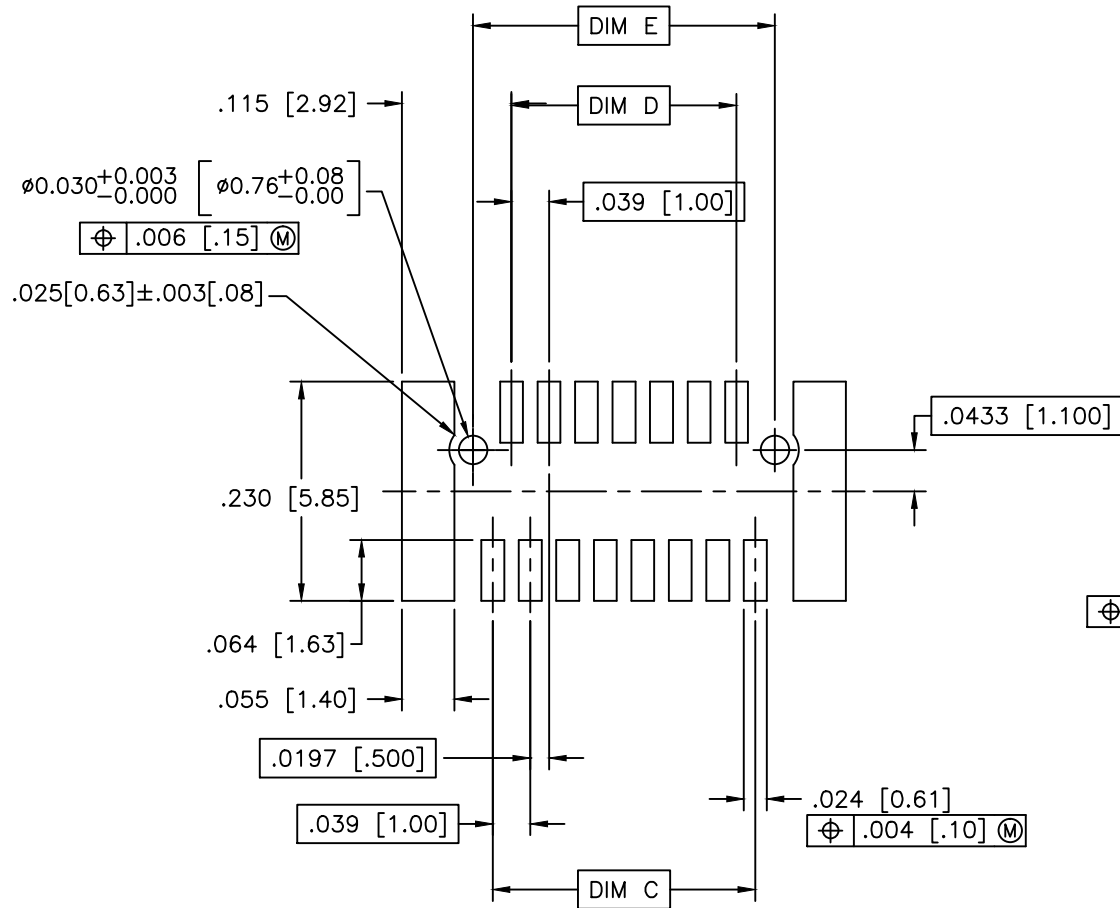 DIM E
.115 [2.92]
DIM D
⌀0.030 +0.003 -0.000 [⌀0.76 +0.08 -0.00]
.039 [1.00]
⌖ .006 [.15] Ⓜ
.025[0.63]±.003[.08]
.0433 [1.100]
.230 [5.85]
⌖
.064 [1.63]
.055 [1.40]
.0197 [.500]
.024 [0.61]
.039 [1.00]
⌖ .004 [.10] Ⓜ
DIM C